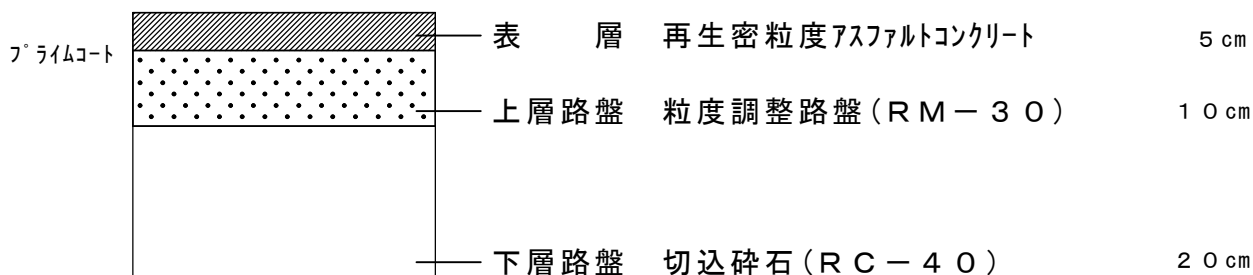 表　　層　再生密粒度ｱｽﾌｧﾙﾄｺﾝｸﾘｰﾄ　5㎝
ﾌﾟﾗｲﾑｺｰﾄ
上層路盤　粒度調整路盤(ＲＭ－３０)　１０㎝
下層路盤　切込砕石(ＲＣ－４０)　２０㎝